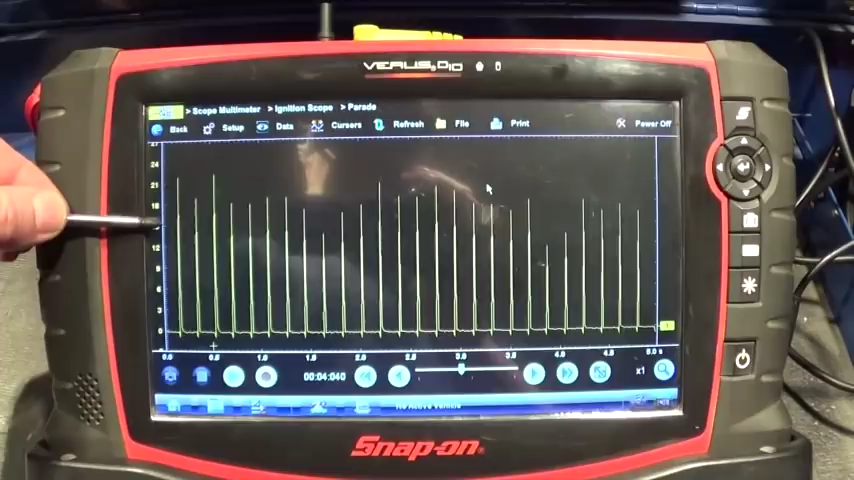 VERUS PRO
> Scope Multimeter > Ignition Scope > Parade
Back Setup Data Cursors Refresh File Print Power Off
24
21
18
12
9
6
3
0
0.0 0.5 1.0 1.5 2.0 2.5 3.0 3.5 4.0 4.5 5.0 s
00:04:040 x1
No Active Vehicle
Snap-on